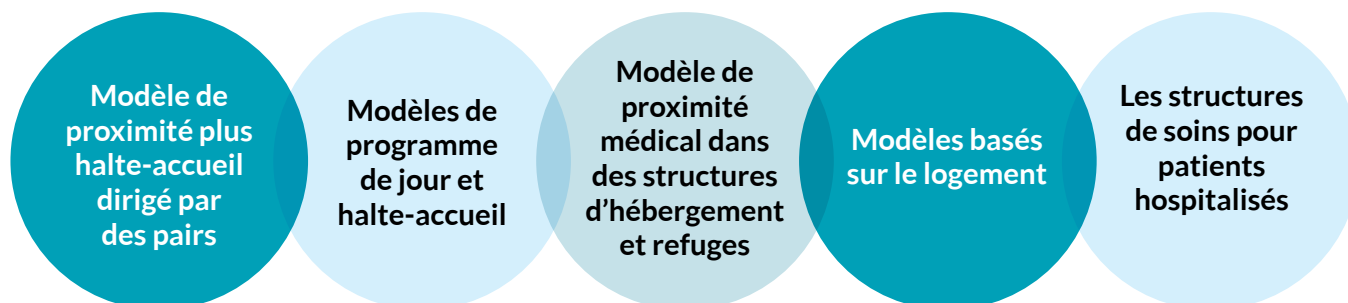 Modèle de
proximité plus
halte-accueil
dirigé par
des pairs
Modèles de
programme
de jour et
halte-accueil
Modèle de
proximité
médical dans
des structures
d’hébergement
et refuges
Modèles basés
sur le logement
Les structures
de soins pour
patients
hospitalisés